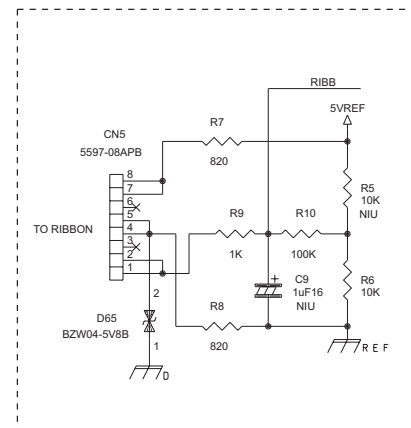 RIBB
5VREF
R7
820
CN5
5597-08APB
8
7
6
5
4
3
2
1
TO RIBBON
R5
10K
NIU
R9
1K
R10
100K
C9
+
1uF16
NIU
R6
10K
2
D65
BZW04-5V8B
1
R8
820
D
REF